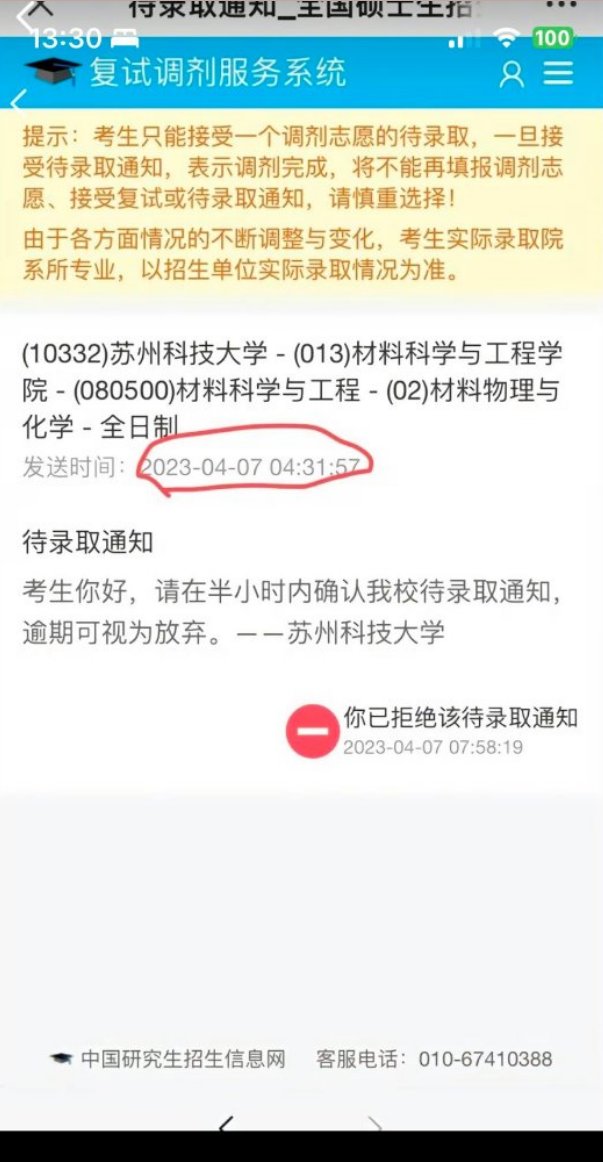 待录取通知_全国硕士生招
13:30
100
复试调剂服务系统
提示：考生只能接受一个调剂志愿的待录取，一旦接
受待录取通知，表示调剂完成，将不能再填报调剂志
愿、接受复试或待录取通知，请慎重选择！
由于各方面情况的不断调整与变化，考生实际录取院
系所专业，以招生单位实际录取情况为准。
(10332)苏州科技大学 - (013)材料科学与工程学
院 - (080500)材料科学与工程 - (02)材料物理与
化学 - 全日制
发送时间：2023-04-07 04:31:57
待录取通知
考生你好，请在半小时内确认我校待录取通知，
逾期可视为放弃。——苏州科技大学
你已拒绝该待录取通知
2023-04-07 07:58:19
中国研究生招生信息网 客服电话：010-67410388